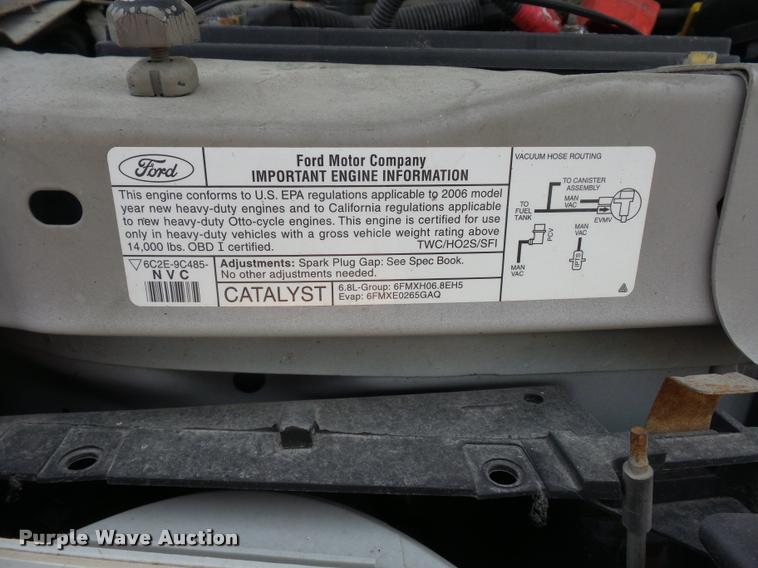 Ford
Ford Motor Company
IMPORTANT ENGINE INFORMATION
This engine conforms to U.S. EPA regulations applicable to 2006 model
year new heavy-duty engines and to California regulations applicable
to new heavy-duty Otto-cycle engines. This engine is certified for use
only in heavy-duty vehicles with a gross vehicle weight rating above
14,000 lbs. OBD I certified. TWC/HO2S/SFI
6C2E-9C485-
NVC
Adjustments: Spark Plug Gap: See Spec Book.
No other adjustments needed.
CATALYST
6.8L-Group: 6FMXH06.8EH5
Evap: 6FMXE0265GAQ
VACUUM HOSE ROUTING
TO CANISTER
ASSEMBLY
TO FUEL
TANK
MAN
VAC
EVMV
PCV
MAN
VAC
MAN
VAC
IPTS
Purple Wave Auction